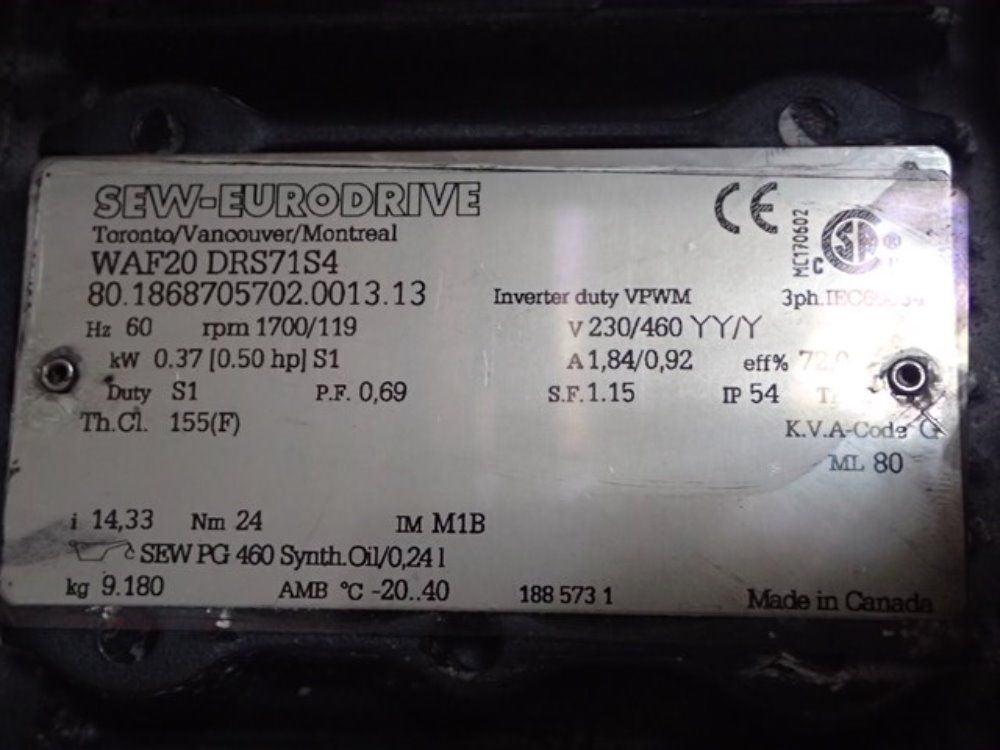 SEW-EURODRIVE
Toronto/Vancouver/Montreal
WAF20 DRS71S4
80.1868705702.0013.13
CE
MC170602
Inverter duty VPWM 3ph.
Hz 60 rpm 1700/119 V 230/460 YY/Y
kW 0.37 [0.50 hp] S1 A 1,84/0,92 eff%
Duty S1 P.F. 0,69 S.F. 1.15 IP 54
Th.Cl. 155(F) K.V.A-Code G
ML 80
i 14,33 Nm 24 IM M1B
SEW PG 460 Synth.Oil/0,24 l
kg 9.180 AMB °C -20..40 188 573 1 Made in Canada